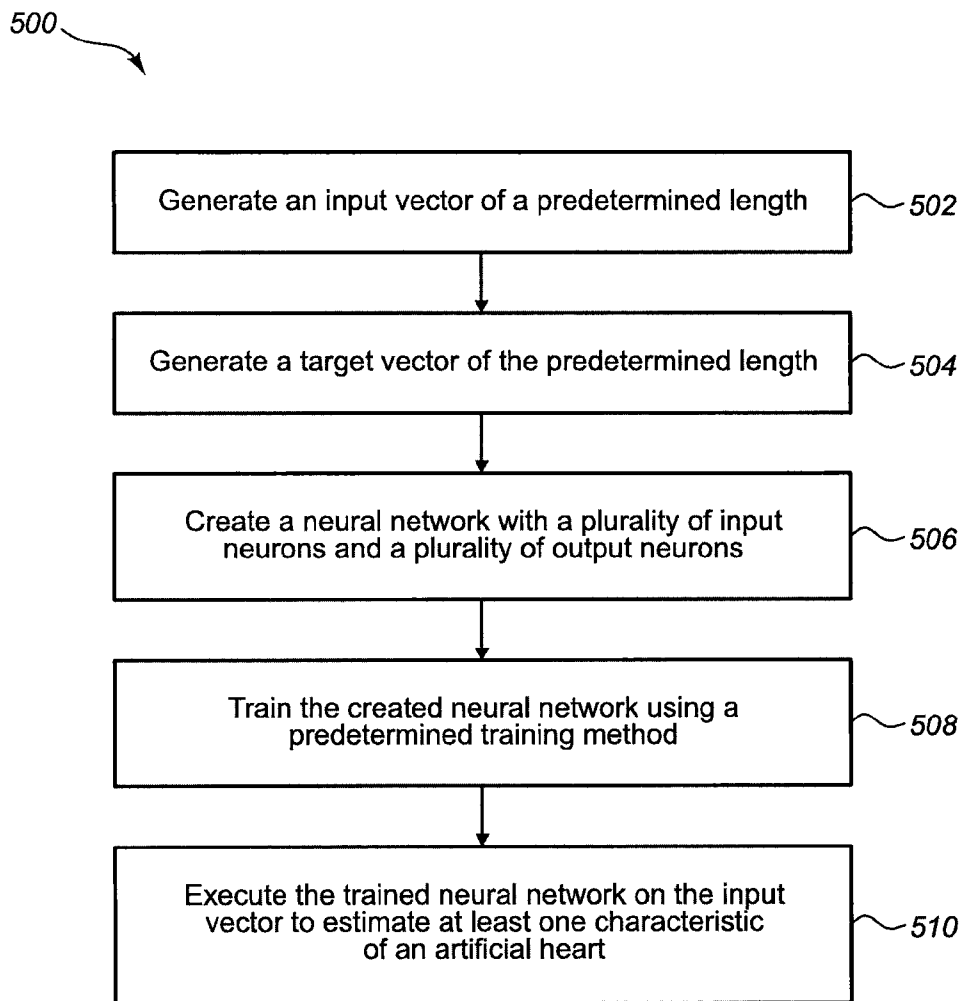 500
Generate an input vector of a predetermined length
502
Generate a target vector of the predetermined length
504
Create a neural network with a plurality of input
neurons and a plurality of output neurons
506
Train the created neural network using a
predetermined training method
508
Execute the trained neural network on the input
vector to estimate at least one characteristic
of an artificial heart
510